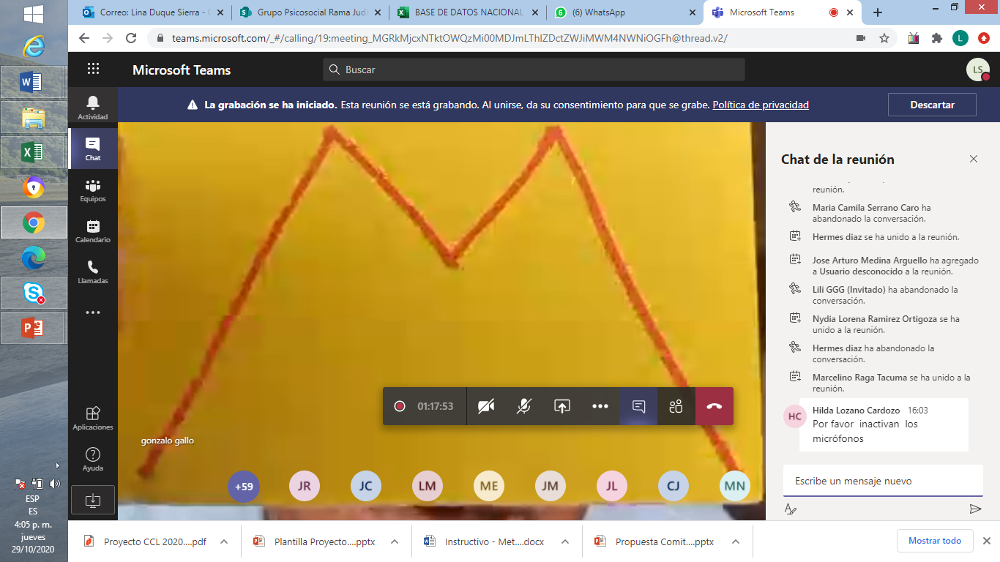 Correo: Lina Duque Sierra - O
Grupo Psicosocial Rama Judi
BASE DE DATOS NACIONAL
(6) WhatsApp
Microsoft Teams
teams.microsoft.com/_#/calling/19:meeting_MGRkMjcxNTktOWQzMi00MDJmLThlZDctZWJiMWM4NWNiOGFh@thread.v2/
L
Microsoft Teams
Buscar
LS
La grabación se ha iniciado. Esta reunión se está grabando. Al unirse, da su consentimiento para que se grabe. Política de privacidad
Descartar
Actividad
Chat
Equipos
Calendario
Llamadas
Aplicaciones
Ayuda
01:17:53
gonzalo gallo
+59
JR
JC
LM
ME
JM
JL
CJ
MN
Chat de la reunión
reunión.
Maria Camila Serrano Caro ha
abandonado la conversación.
Hermes diaz se ha unido a la reunión.
Jose Arturo Medina Arguello ha agregado
a Usuario desconocido a la reunión.
Lili GGG (Invitado) ha abandonado la
conversación.
Nydia Lorena Ramirez Ortigoza se ha
unido a la reunión.
Hermes diaz ha abandonado la
conversación.
Marcelino Raga Tacuma se ha unido a la
reunión.
HC
Hilda Lozano Cardozo 16:03
Por favor inactivan los
micrófonos
Escribe un mensaje nuevo
ESP
ES
4:05 p. m.
jueves
29/10/2020
Proyecto CCL 2020....pdf
Plantilla Proyecto....pptx
Instructivo - Met....docx
Propuesta Comit....pptx
Mostrar todo